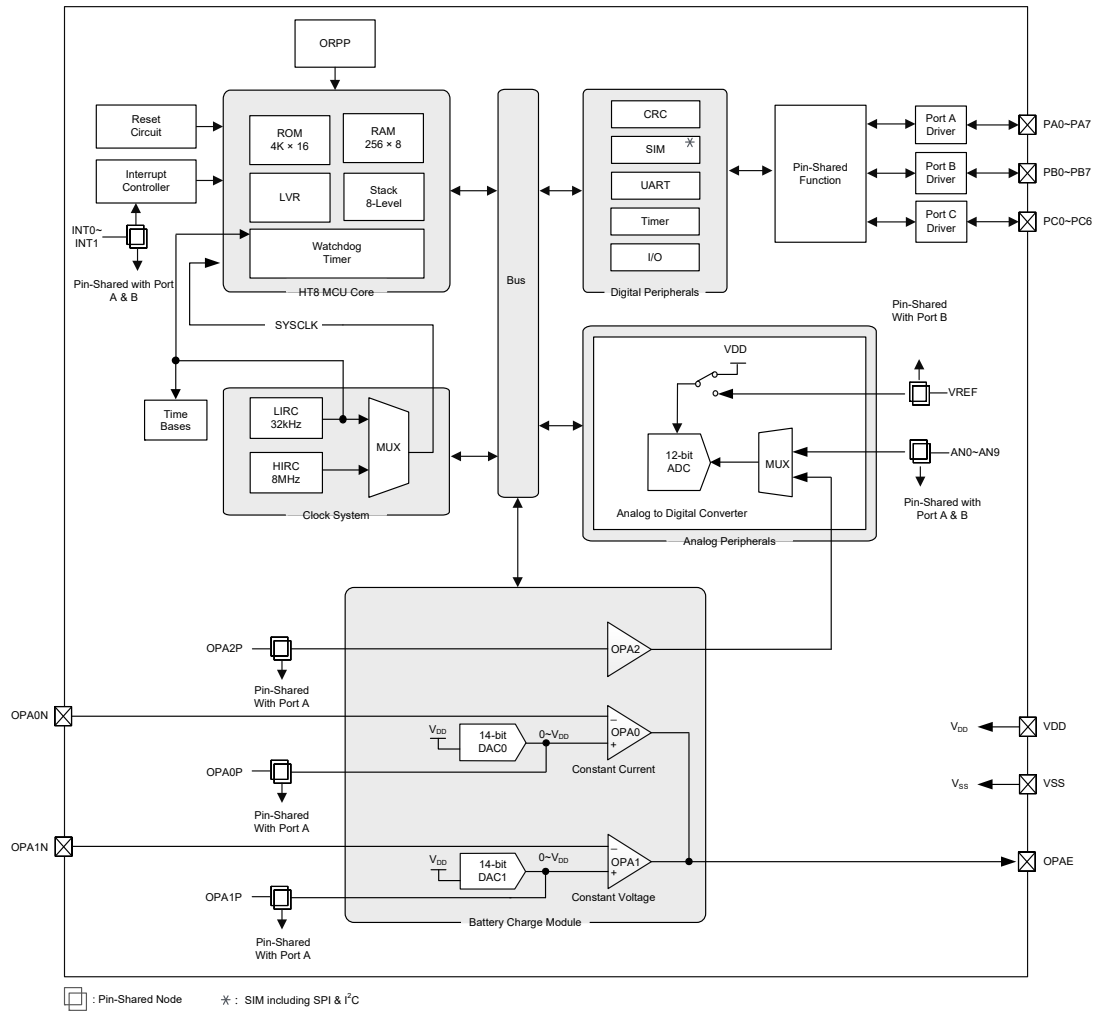 ORPP
Reset
Circuit
Interrupt
Controller
INT0~
INT1
Pin-Shared with Port
A & B
ROM
4K × 16
RAM
256 × 8
LVR
Stack
8-Level
Watchdog
Timer
HT8 MCU Core
SYSCLK
Time
Bases
LIRC
32kHz
HIRC
8MHz
MUX
Clock System
Bus
CRC
SIM *
UART
Timer
I/O
Digital Peripherals
Pin-Shared
Function
Port A
Driver
Port B
Driver
Port C
Driver
PA0~PA7
PB0~PB7
PC0~PC6
Pin-Shared
With Port B
VREF
AN0~AN9
Pin-Shared with
Port A & B
VDD
12-bit
ADC
MUX
Analog to Digital Converter
Analog Peripherals
OPA2P
Pin-Shared
With Port A
OPA2
OPA0N
VDD
14-bit
DAC0
0~VDD
−
OPA0
+
Constant Current
OPA0P
Pin-Shared
With Port A
OPA1N
VDD
14-bit
DAC1
0~VDD
−
OPA1
+
Constant Voltage
OPA1P
Pin-Shared
With Port A
Battery Charge Module
VDD VDD
VSS VSS
OPAE
: Pin-Shared Node
* : SIM including SPI & I²C